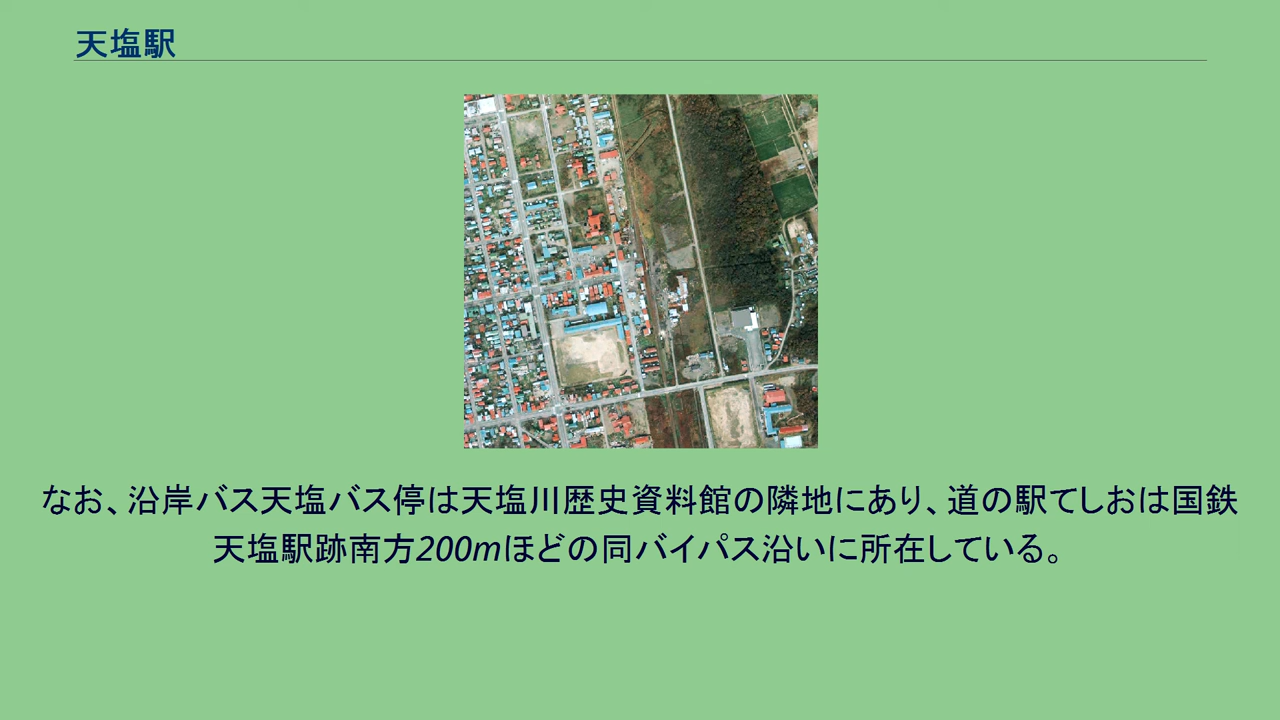 天塩駅
なお、沿岸バス天塩バス停は天塩川歴史資料館の隣地にあり、道の駅てしおは国鉄
天塩駅跡南方200mほどの同バイパス沿いに所在している。